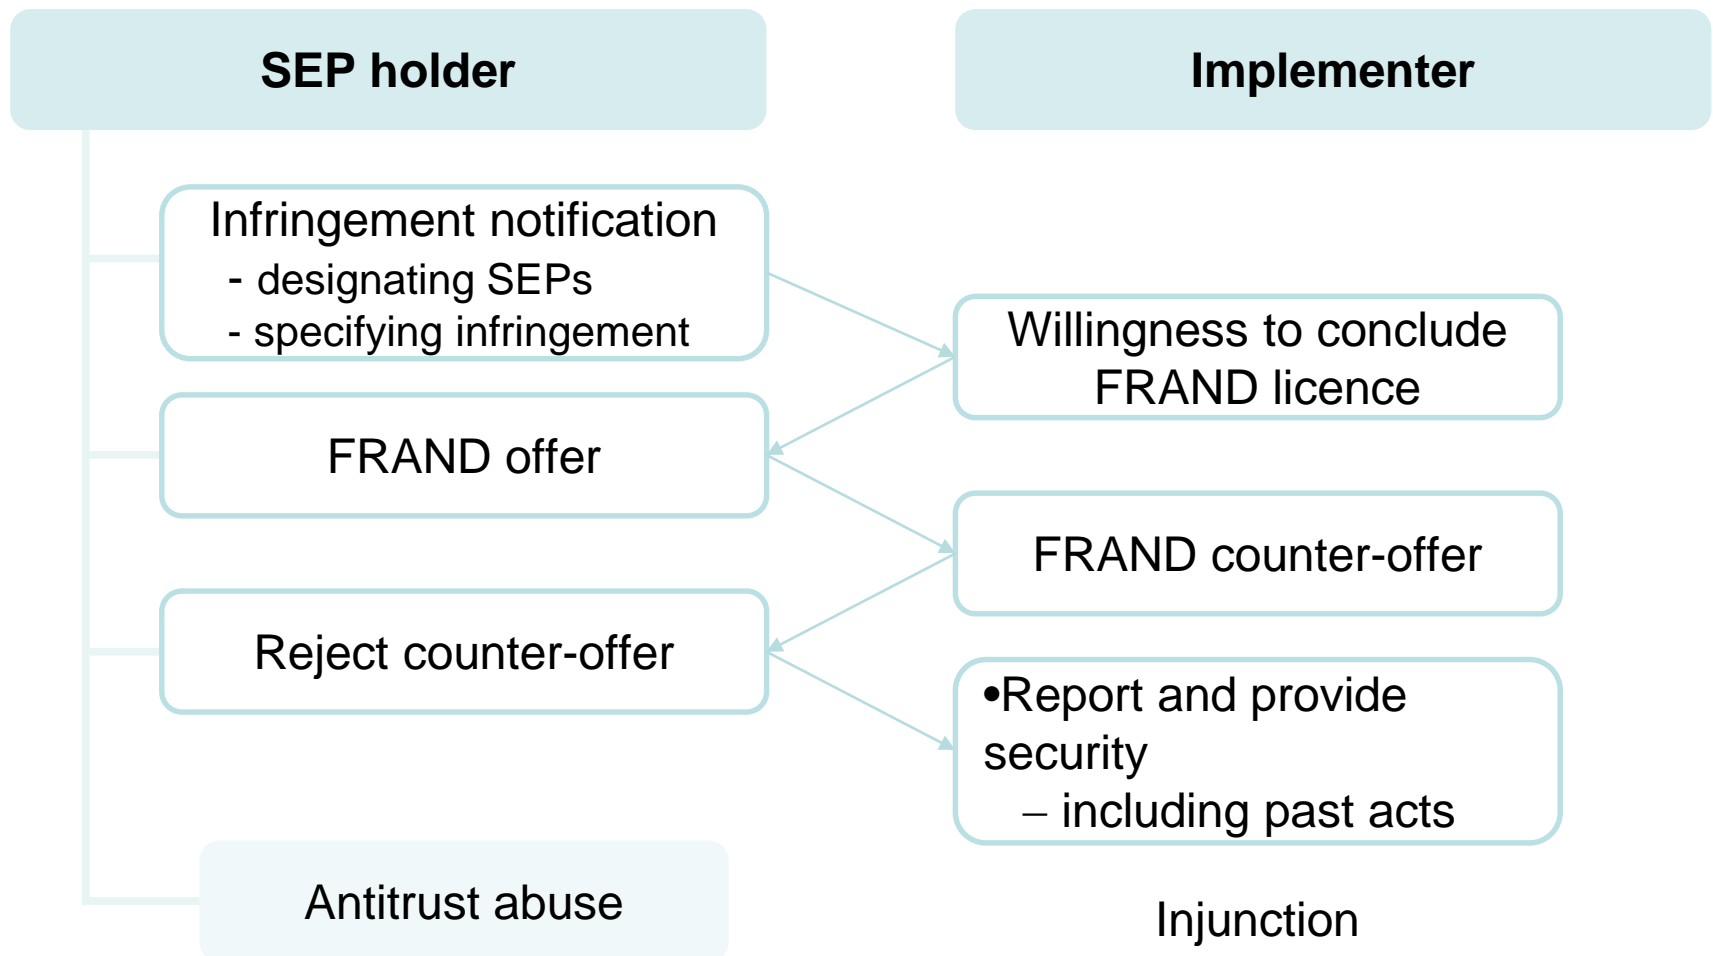 SEP holder
Implementer
Infringement notification
- designating SEPs
- specifying infringement
Willingness to conclude
FRAND licence
FRAND offer
FRAND counter-offer
Reject counter-offer
•Report and provide
security
– including past acts
Antitrust abuse
Injunction